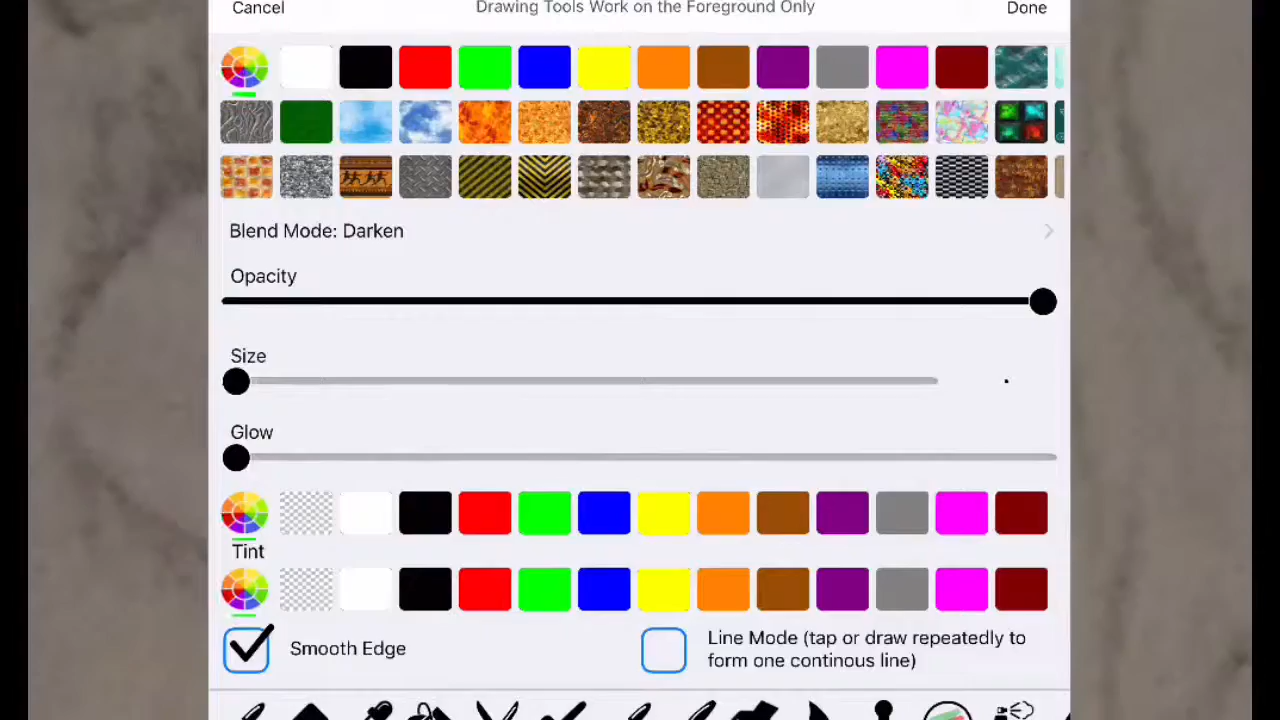 Cancel
Drawing Tools Work on the Foreground Only
Done
Blend Mode: Darken
Opacity
Size
Glow
Tint
Smooth Edge
Line Mode (tap or draw repeatedly to
form one continous line)